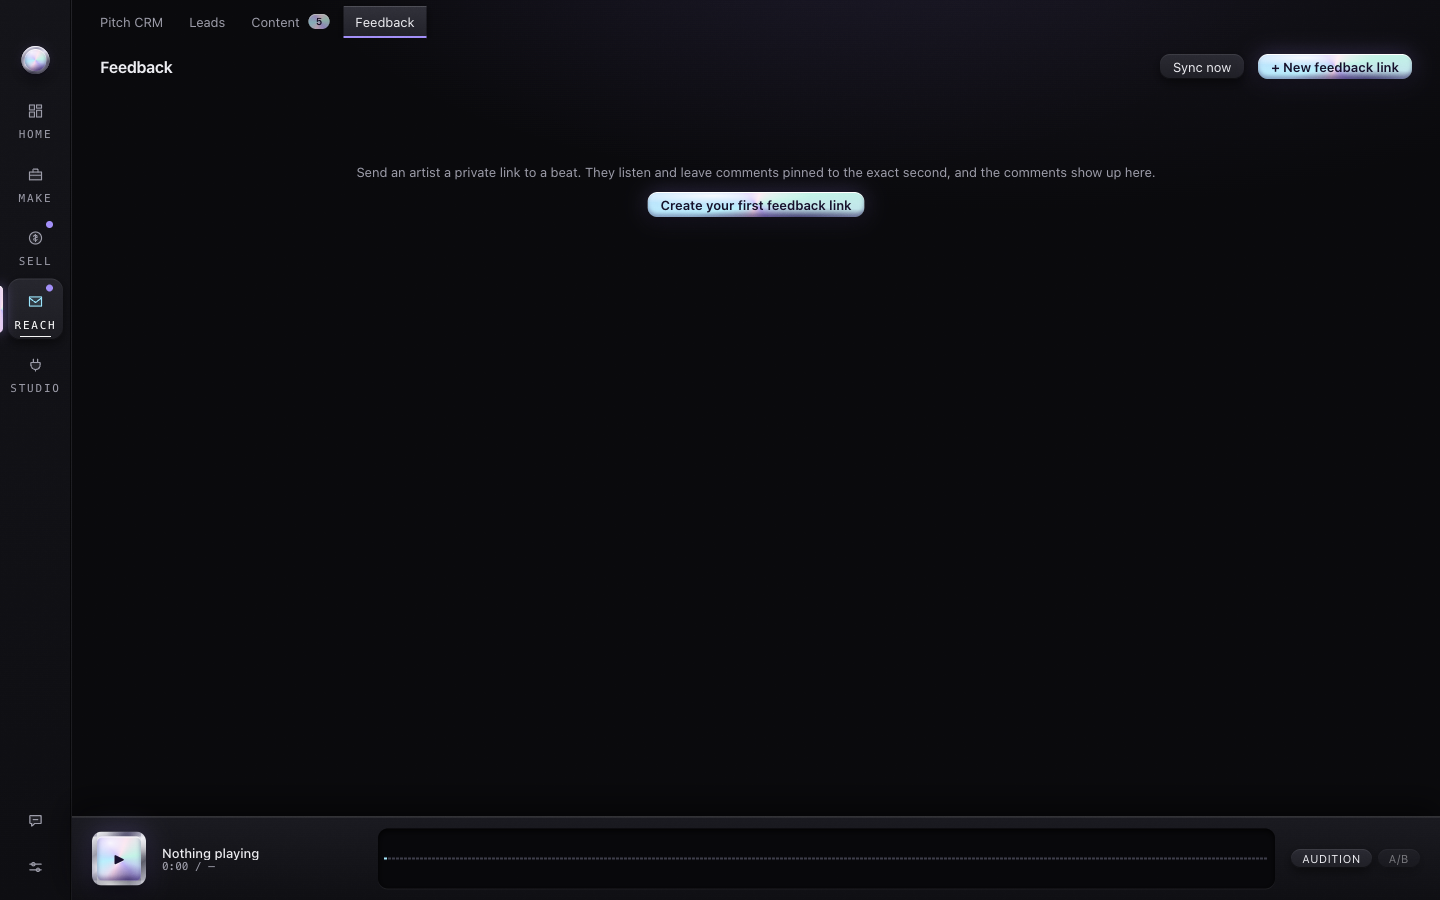 Pitch CRM
Leads
Content 5
Feedback
Feedback
Sync now
+ New feedback link
HOME
MAKE
SELL
REACH
STUDIO
Send an artist a private link to a beat. They listen and leave comments pinned to the exact second, and the comments show up here.
Create your first feedback link
Nothing playing
0:00 / —
AUDITION
A/B